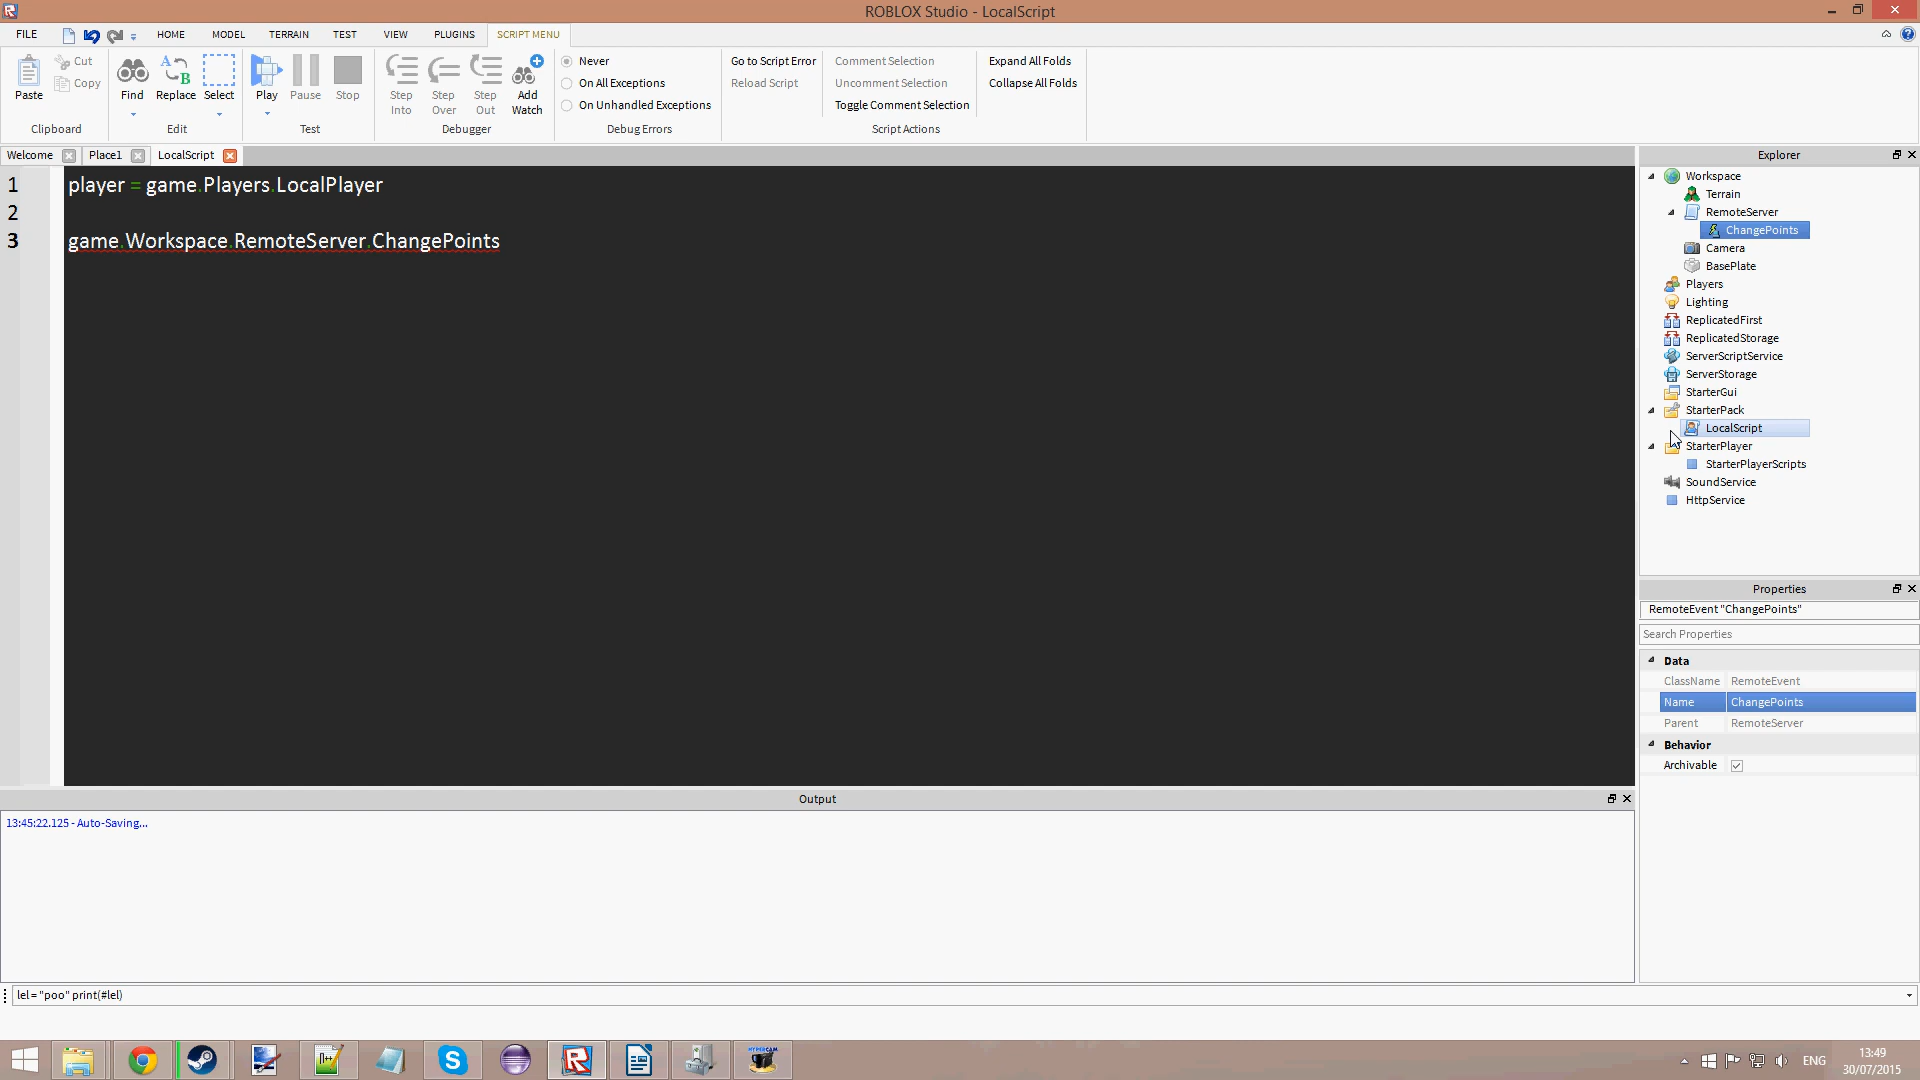 ROBLOX Studio - LocalScript
FILE HOME MODEL TERRAIN TEST VIEW PLUGINS SCRIPT MENU
Paste Cut Copy Clipboard
Find Replace Select Edit
Play Pause Stop Test
Step Into Step Over Step Out Add Watch Debugger
Never
On All Exceptions
On Unhandled Exceptions
Debug Errors
Go to Script Error
Reload Script
Comment Selection
Uncomment Selection
Toggle Comment Selection
Expand All Folds
Collapse All Folds
Script Actions
Welcome Place1 LocalScript
1 player = game.Players.LocalPlayer
2
3 game.Workspace.RemoteServer.ChangePoints
Explorer
Workspace
Terrain
RemoteServer
ChangePoints
Camera
BasePlate
Players
Lighting
ReplicatedFirst
ReplicatedStorage
ServerScriptService
ServerStorage
StarterGui
StarterPack
LocalScript
StarterPlayer
StarterPlayerScripts
SoundService
HttpService
Properties
RemoteEvent "ChangePoints"
Search Properties
Data
ClassName RemoteEvent
Name ChangePoints
Parent RemoteServer
Behavior
Archivable
Output
13:45:22.125 - Auto-Saving...
lel = "poo" print(#lel)
ENG
13:49
30/07/2015